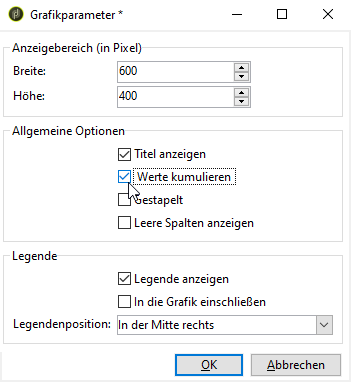 Grafikparameter *
Anzeigebereich (in Pixel)
Breite: 600
Höhe: 400
Allgemeine Optionen
Titel anzeigen
Werte kumulieren
Gestapelt
Leere Spalten anzeigen
Legende
Legende anzeigen
In die Grafik einschließen
Legendenposition: In der Mitte rechts
OK Abbrechen